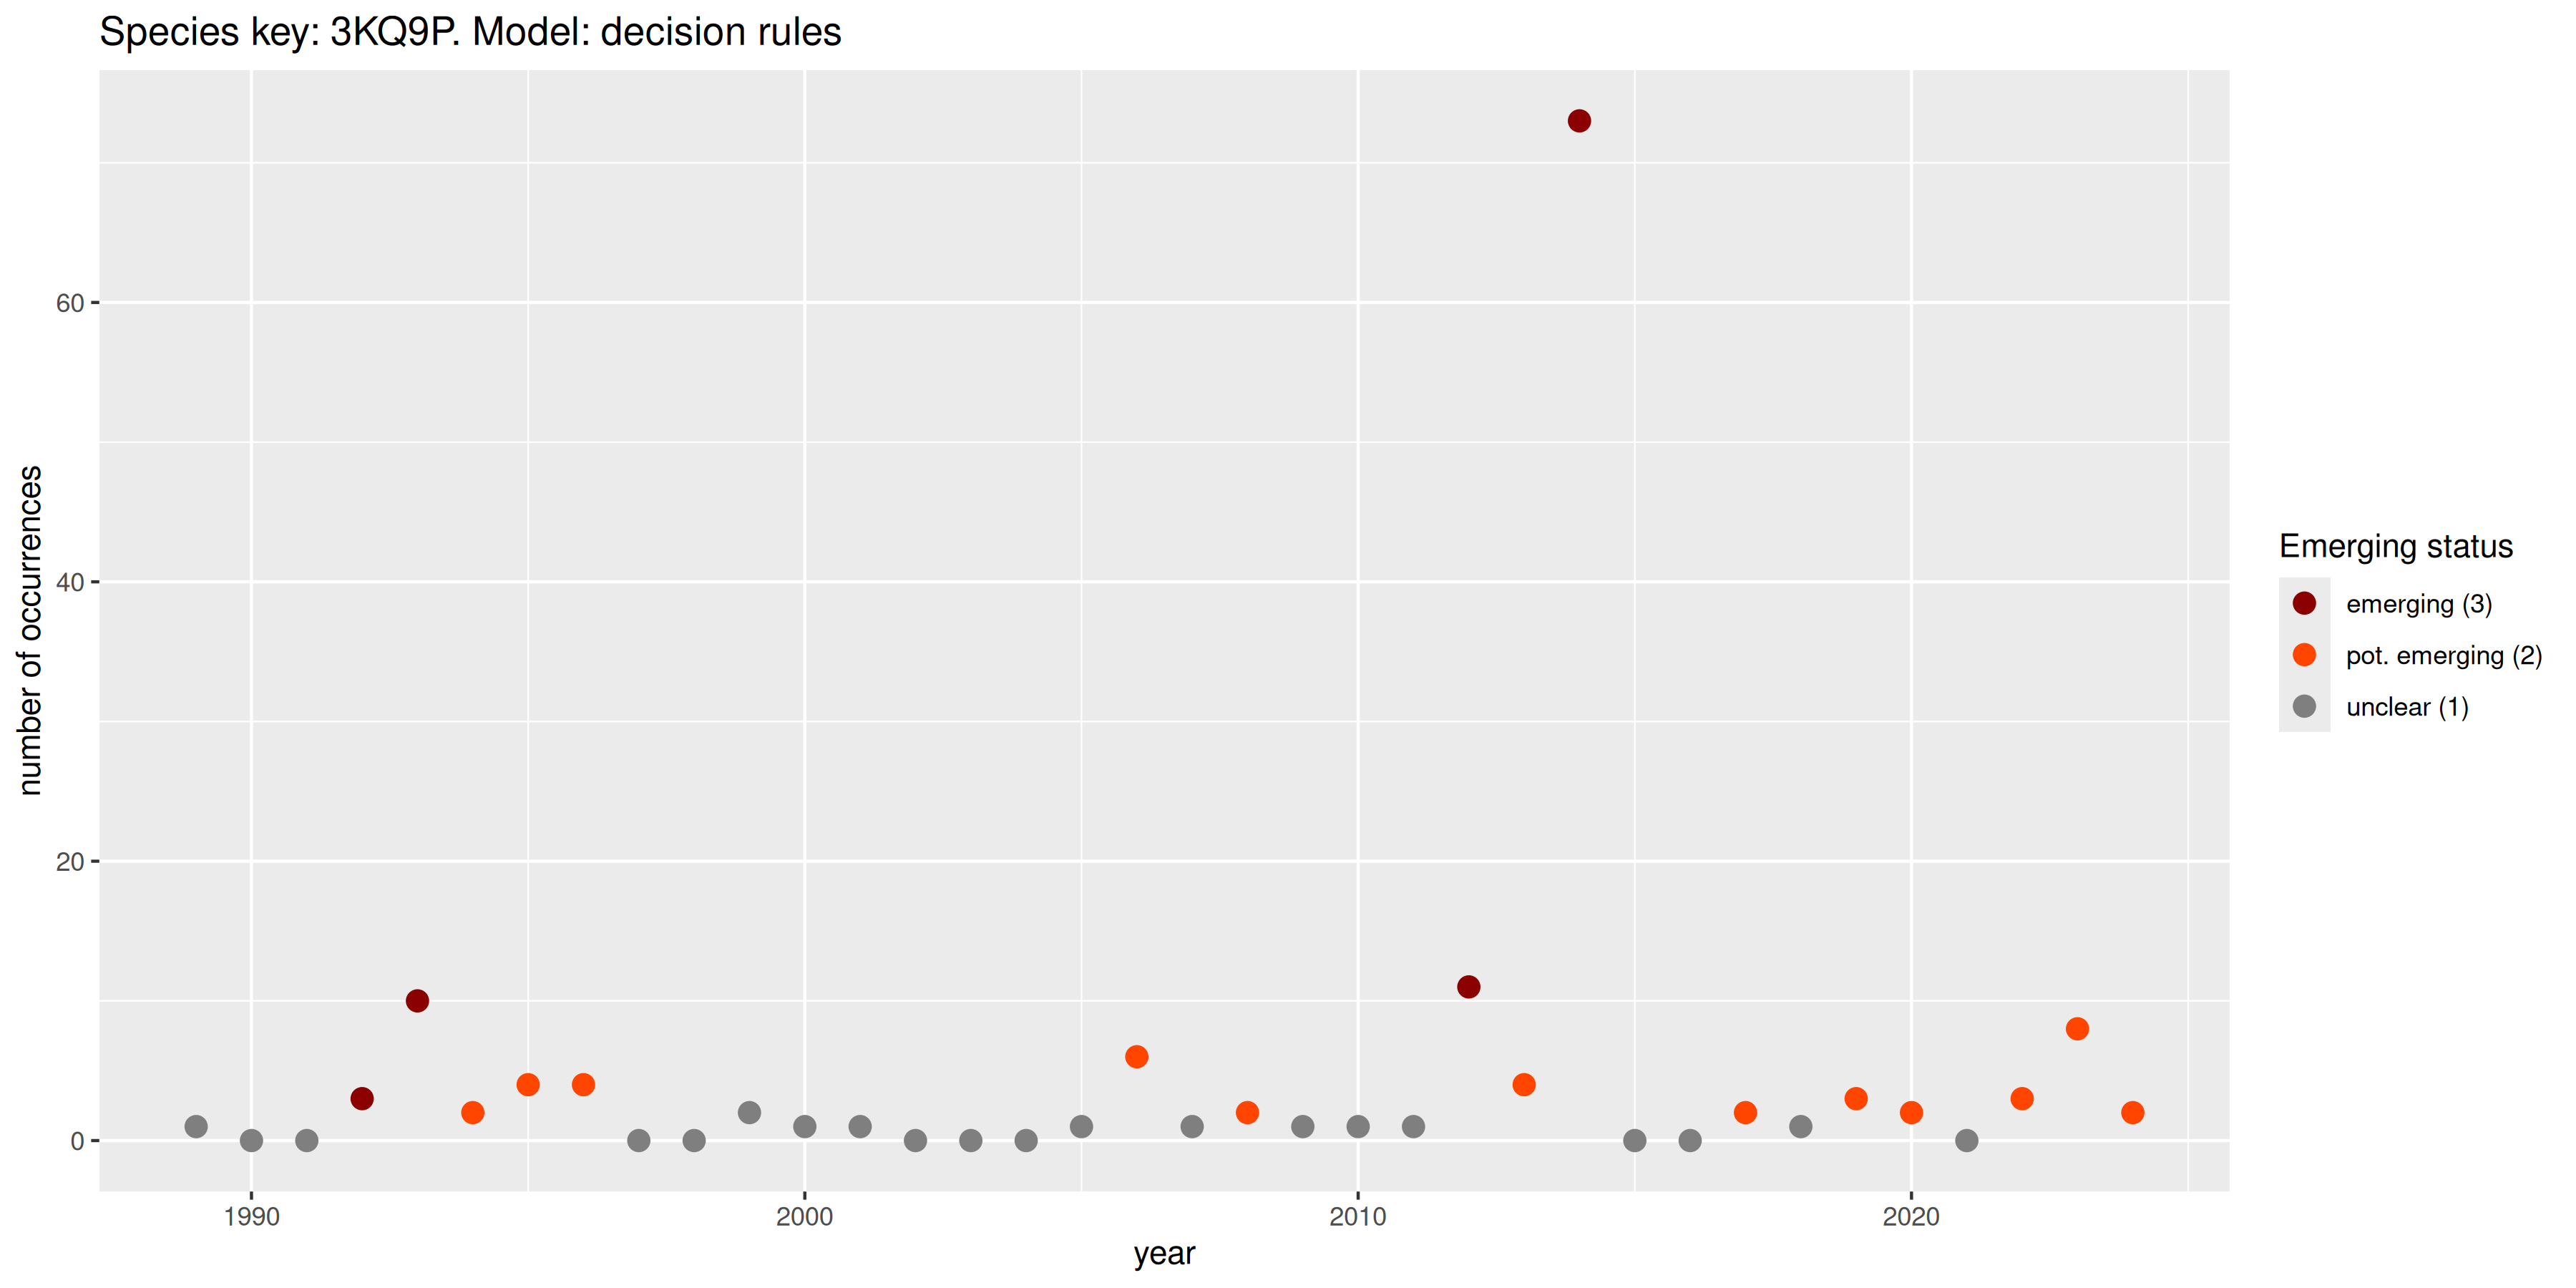 Species key: 3KQ9P. Model: decision rules
number of occurrences
60
40
20
0
1990
2000
2010
2020
year
Emerging status
emerging (3)
pot. emerging (2)
unclear (1)